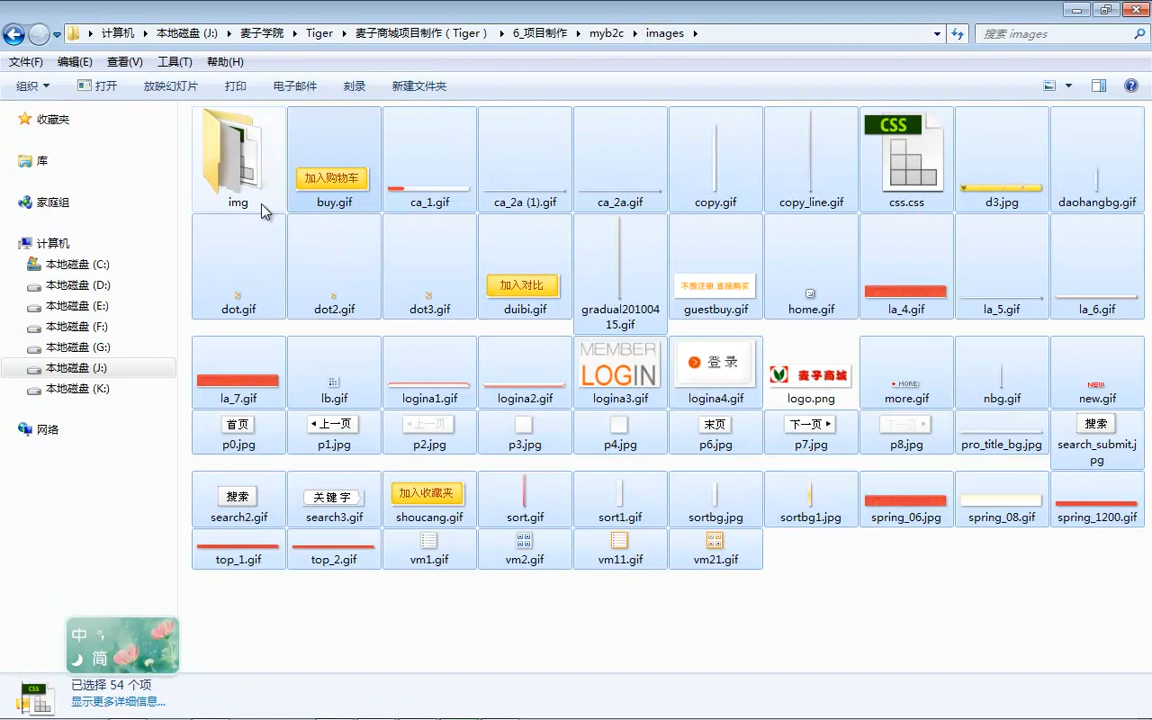 计算机 ▸ 本地磁盘 (J:) ▸ 麦子学院 ▸ Tiger ▸ 麦子商城项目制作 ( Tiger ) ▸ 6_项目制作 ▸ myb2c ▸ images ▸
搜索 images
文件(F) 编辑(E) 查看(V) 工具(T) 帮助(H)
组织 打开 放映幻灯片 打印 电子邮件 刻录 新建文件夹
收藏夹
库
家庭组
计算机
本地磁盘 (C:)
本地磁盘 (D:)
本地磁盘 (E:)
本地磁盘 (F:)
本地磁盘 (G:)
本地磁盘 (J:)
本地磁盘 (K:)
网络
加入购物车 CSS
img buy.gif ca_1.gif ca_2a (1).gif ca_2a.gif copy.gif copy_line.gif css.css d3.jpg daohangbg.gif
加入对比 不想注册,直接购买
dot.gif dot2.gif dot3.gif duibi.gif gradual20100415.gif guestbuy.gif home.gif la_4.gif la_5.gif la_6.gif
MEMBER LOGIN 登录 麦子商城 (MORE) NEW
la_7.gif lb.gif logina1.gif logina2.gif logina3.gif logina4.gif logo.png more.gif nbg.gif new.gif
首页 上一页 上一页 末页 下一页 下一页 搜索
p0.jpg p1.jpg p2.jpg p3.jpg p4.jpg p6.jpg p7.jpg p8.jpg pro_title_bg.jpg search_submit.jpg
搜索 关键字 加入收藏夹
search2.gif search3.gif shoucang.gif sort.gif sort1.gif sortbg.jpg sortbg1.jpg spring_06.jpg spring_08.gif spring_1200.gif
top_1.gif top_2.gif vm1.gif vm2.gif vm11.gif vm21.gif
中 °,
简
CSS
已选择 54 个项
显示更多详细信息...